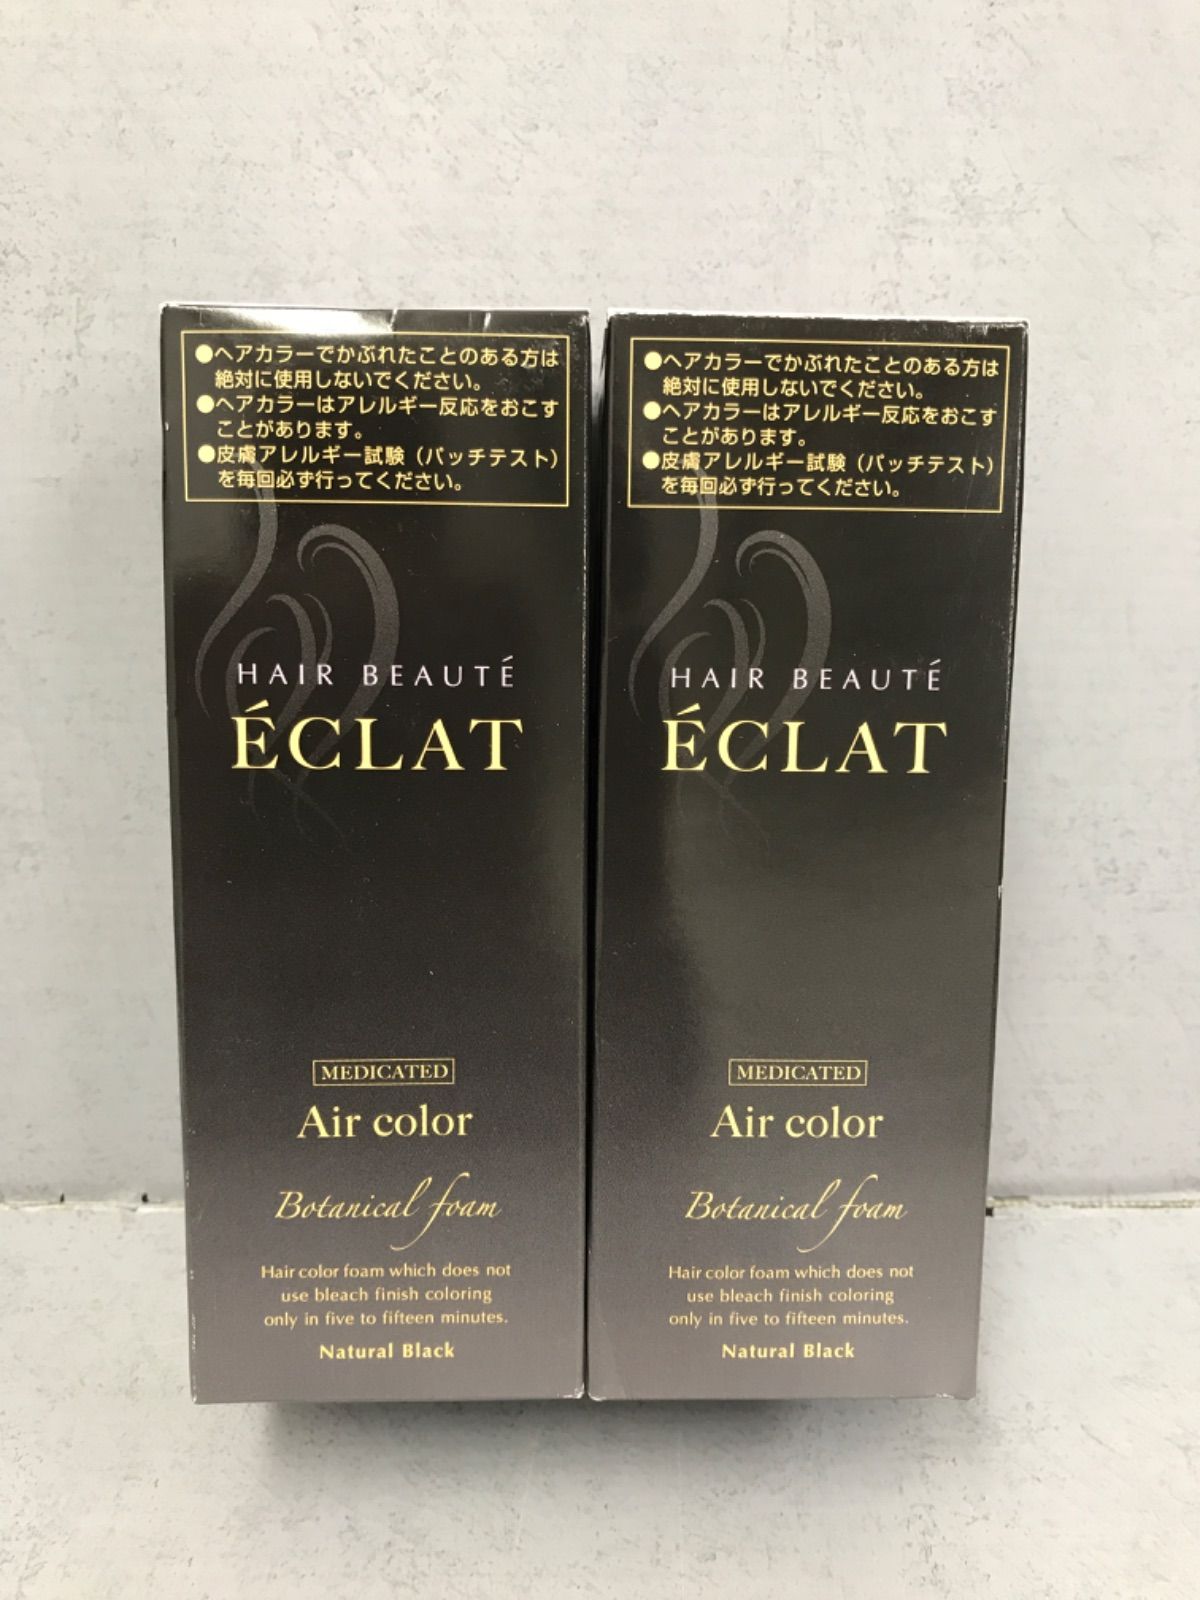 ●ヘアカラーでかぶれたことのある方は
絶対に使用しないでください。
●ヘアカラーはアレルギー反応をおこす
ことがあります。
●皮膚アレルギー試験（パッチテスト）
を毎回必ず行ってください。
HAIR BEAUTÉ
ÉCLAT
MEDICATED
Air color
Botanical foam
Hair color foam which does not
use bleach finish coloring
only in five to fifteen minutes.
Natural Black
●ヘアカラーでかぶれたことのある方は
絶対に使用しないでください。
●ヘアカラーはアレルギー反応をおこす
ことがあります。
●皮膚アレルギー試験（パッチテスト）
を毎回必ず行ってください。
HAIR BEAUTÉ
ÉCLAT
MEDICATED
Air color
Botanical foam
Hair color foam which does not
use bleach finish coloring
only in five to fifteen minutes.
Natural Black